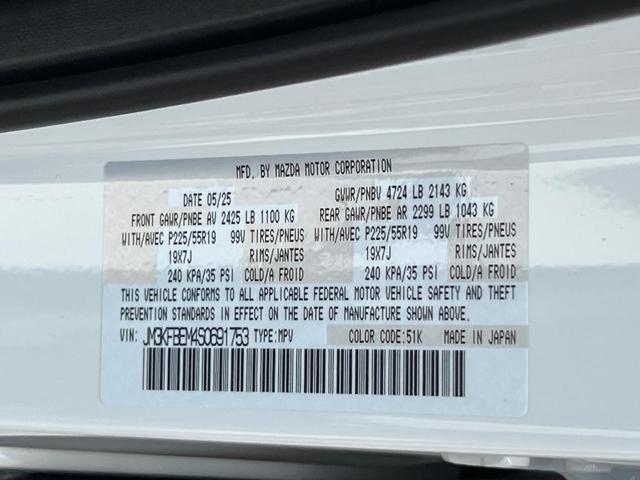 MFD. BY MAZDA MOTOR CORPORATION
DATE 05/25 GVWR/PNBV 4724 LB 2143 KG
FRONT GAWR/PNBE AV 2425 LB 1100 KG REAR GAWR/PNBE AR 2299 LB 1043 KG
WITH/AVEC P225/55R19 99V TIRES/PNEUS WITH/AVEC P225/55R19 99V TIRES/PNEUS
19X7J RIMS/JANTES 19X7J RIMS/JANTES
240 KPA/35 PSI COLD/A FROID 240 KPA/35 PSI COLD/A FROID
THIS VEHICLE CONFORMS TO ALL APPLICABLE FEDERAL MOTOR VEHICLE SAFETY AND THEFT
PREVENTION STANDARDS IN EFFECT ON THE DATE OF MANUFACTURE SHOWN ABOVE.
VIN: JM3KFBEM4S0691753 TYPE:MPV COLOR CODE:51K MADE IN JAPAN